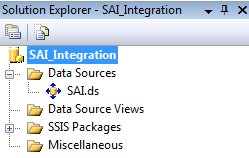 Solution Explorer - SAI_Integration
SAI_Integration
Data Sources
SAI.ds
Data Source Views
SSIS Packages
Miscellaneous